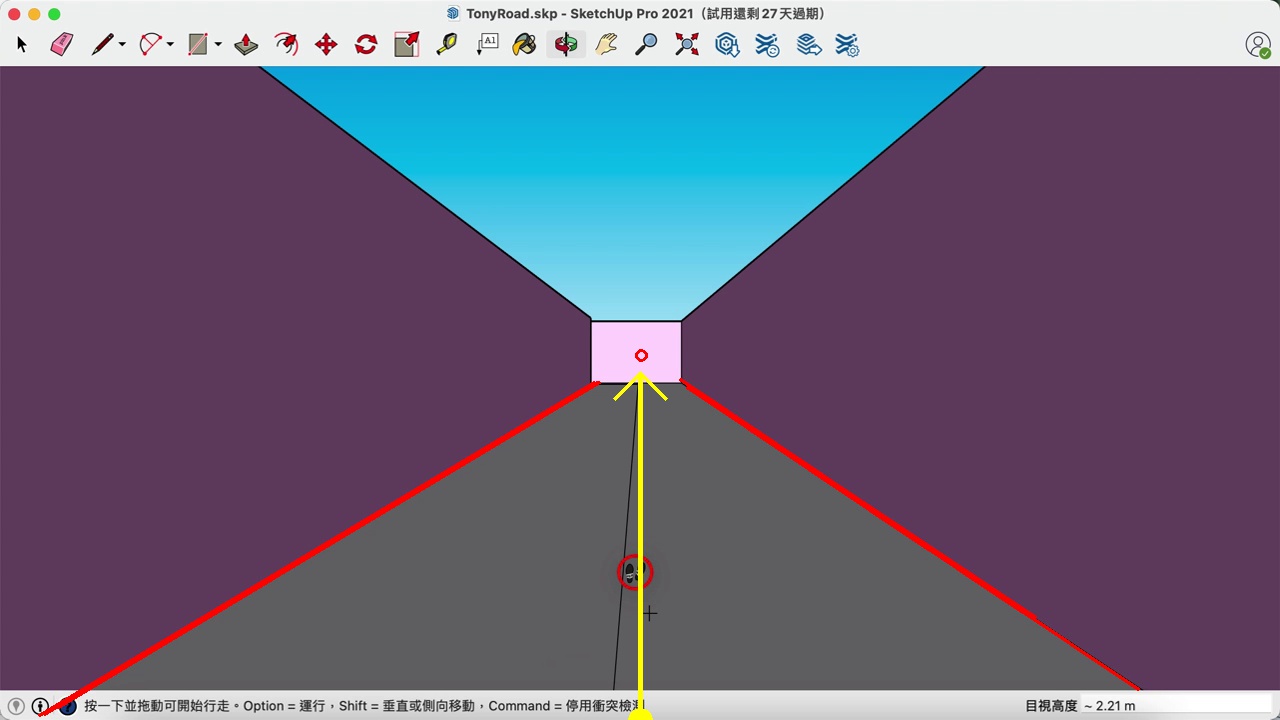 TonyRoad.skp - SketchUp Pro 2021（試用還剩 27 天過期）
A1
按一下並拖動可開始行走。Option = 運行，Shift = 垂直或側向移動，Command = 停用衝突檢測
目視高度 ~ 2.21 m